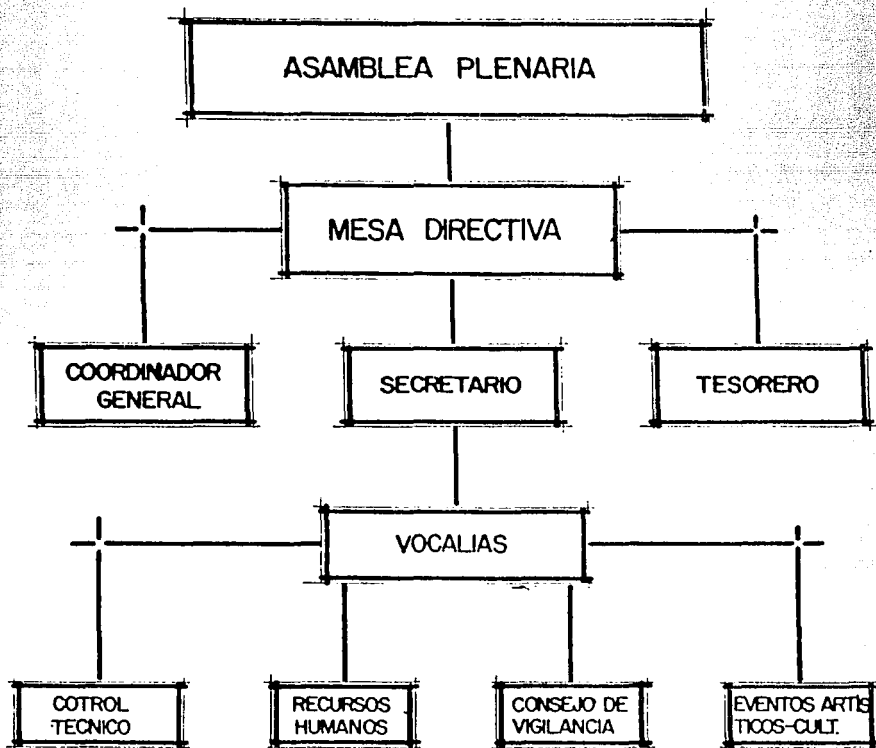 ASAMBLEA PLENARIA
MESA DIRECTIVA
COORDINADOR
GENERAL
SECRETARIO
TESORERO
VOCALIAS
COTROL
TECNICO
RECURSOS
HUMANOS
CONSEJO DE
VIGILANCIA
EVENTOS ARTIS
TICOS-CULT.